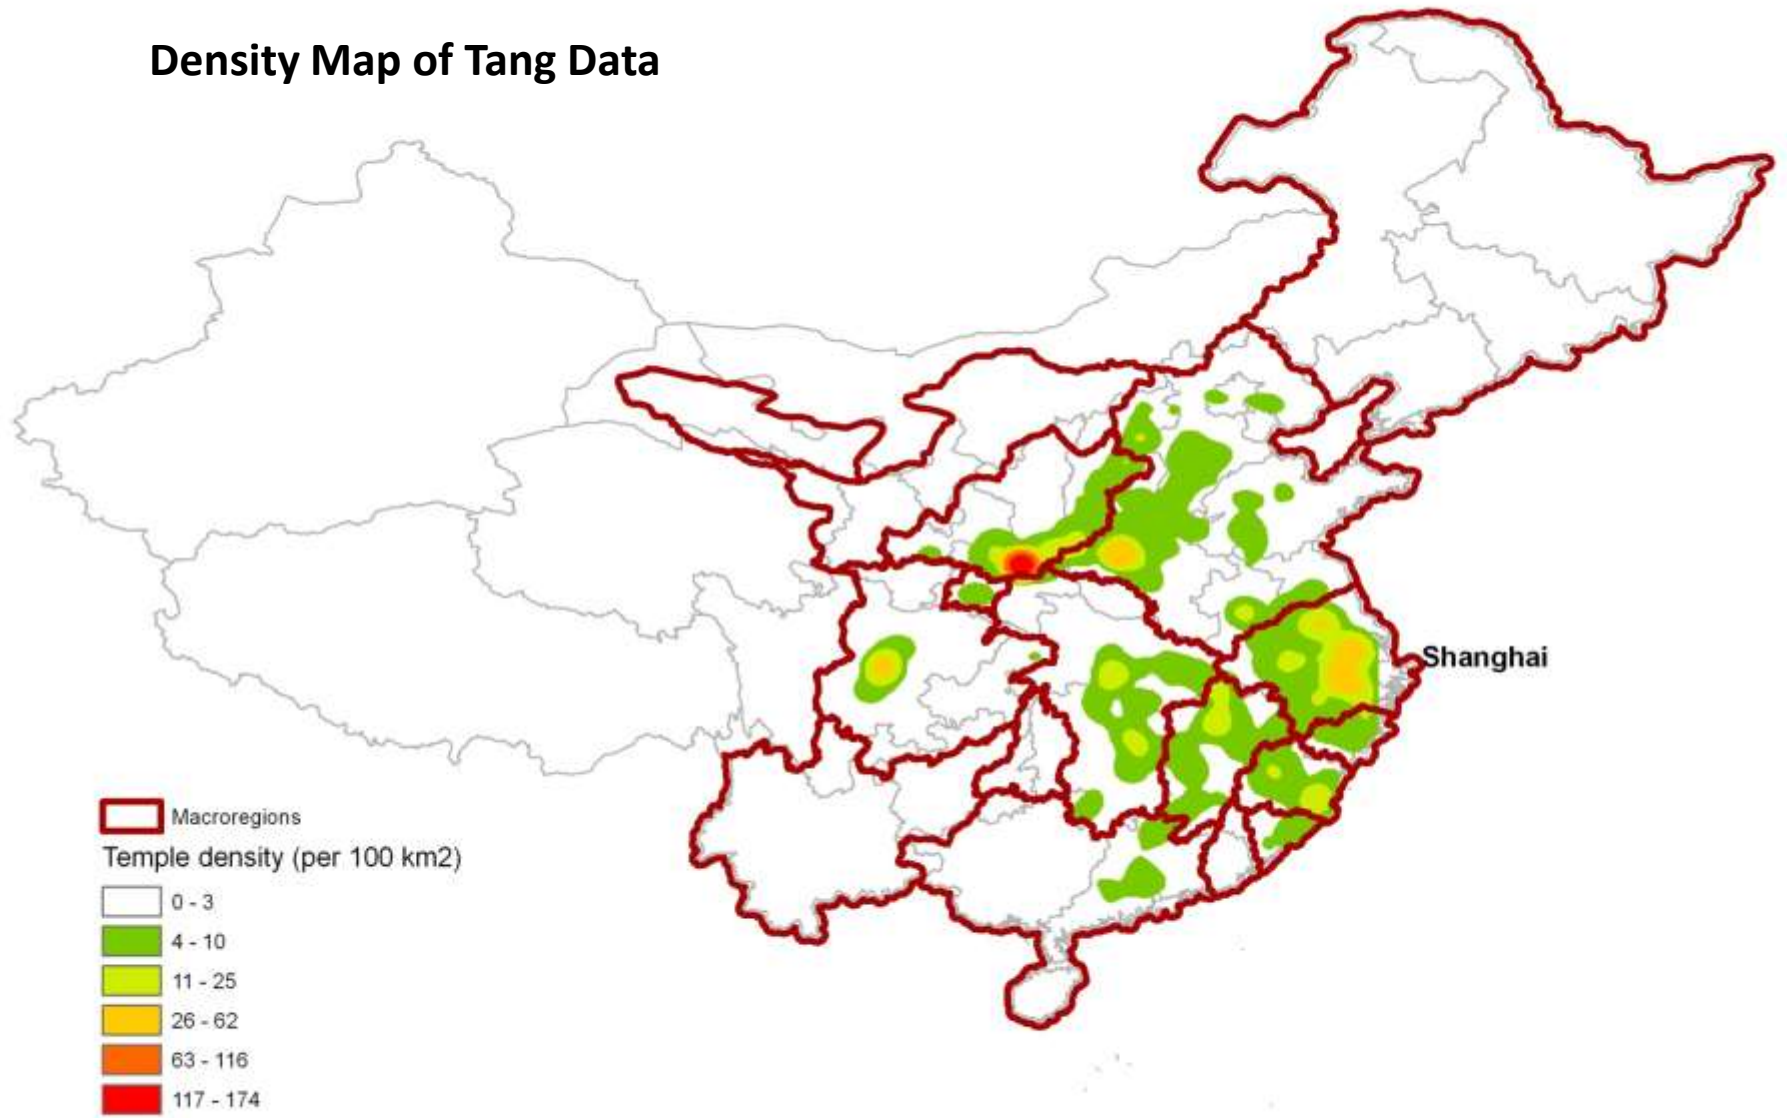 Density Map of Tang Data
Shanghai
Macroregions
Temple density (per 100 km2)
0 - 3
4 - 10
11 - 25
26 - 62
63 - 116
117 - 174